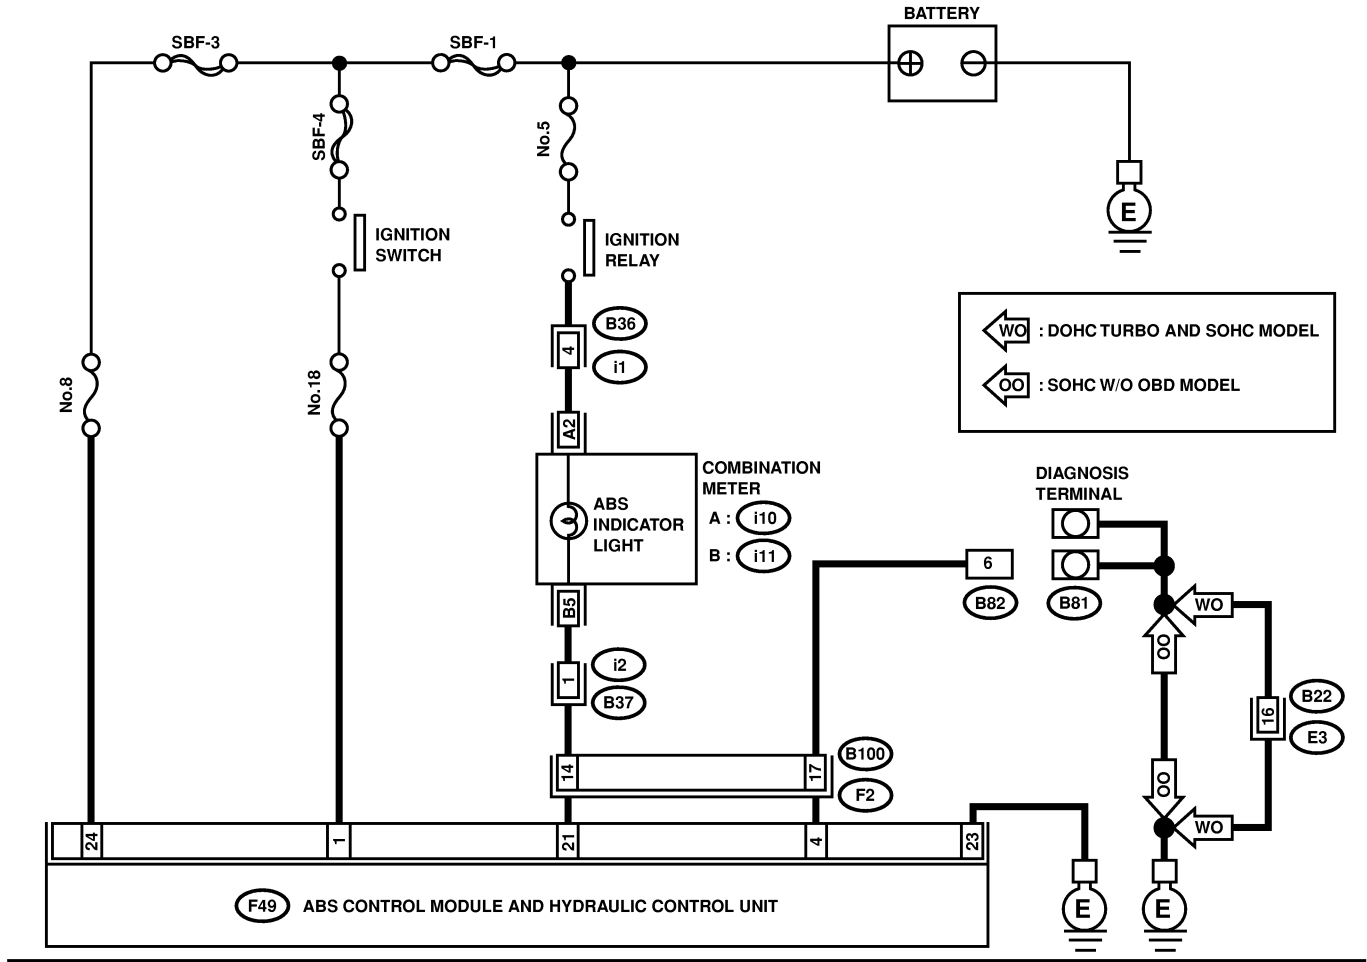 BATTERY
SBF-3
SBF-1
SBF-4
No.5
E
IGNITION
SWITCH
IGNITION
RELAY
WO : DOHC TURBO AND SOHC MODEL
OO : SOHC W/O OBD MODEL
B36
4
i1
No.8
No.18
A2
COMBINATION
METER
A : i10
B : i11
ABS
INDICATOR
LIGHT
DIAGNOSIS
TERMINAL
6
B82
B81
WO
OO
B5
i2
1
B37
B22
16
E3
14
17
B100
F2
OO
WO
24
1
21
4
23
F49 ABS CONTROL MODULE AND HYDRAULIC CONTROL UNIT
E
E